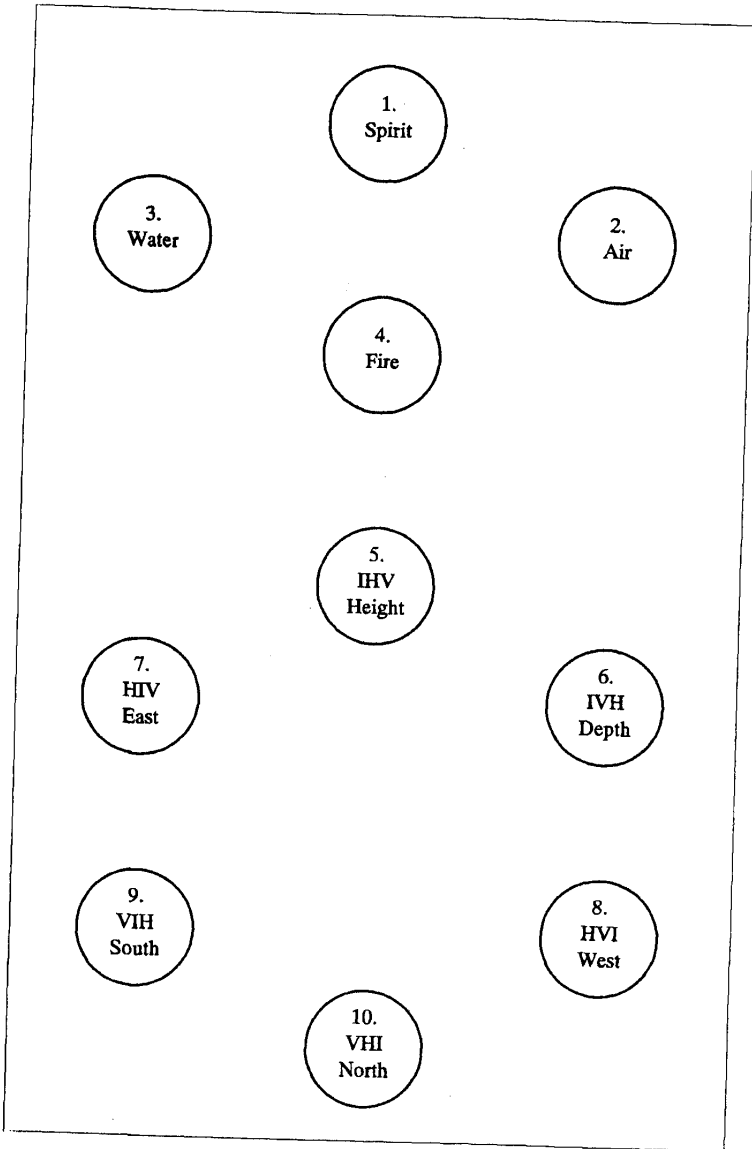 1.
Spirit
3.
Water
2.
Air
4.
Fire
5.
IHV
Height
7.
HIV
East
6.
IVH
Depth
9.
VIH
South
8.
HVI
West
10.
VHI
North